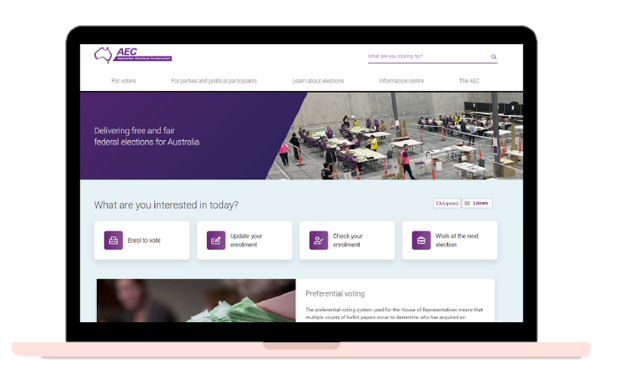 AEC
Australian Electoral Commission
What are you looking for?
For voters
For parties and political participants
Learn about elections
Information centre
The AEC
Delivering free and fair
federal elections for Australia
What are you interested in today?
Listen
Enrol to vote
Update your
enrolment
Check your
enrolment
Work at the next
election
Preferential voting
The preferential voting system used for the House of Representatives means that
multiple counts of ballot papers occur to determine who has acquired an